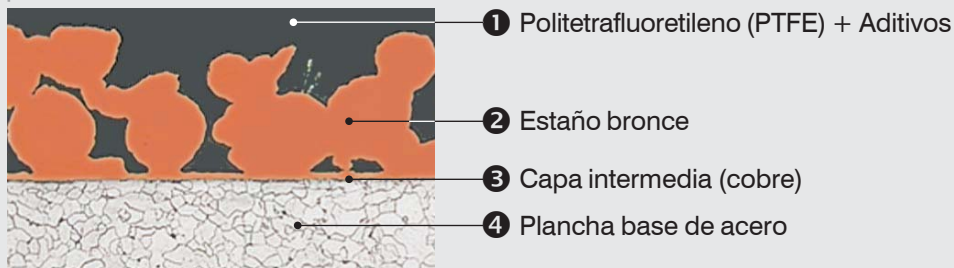 ❶ Politetrafluoretileno (PTFE) + Aditivos
❷ Estaño bronce
❸ Capa intermedia (cobre)
❹ Plancha base de acero